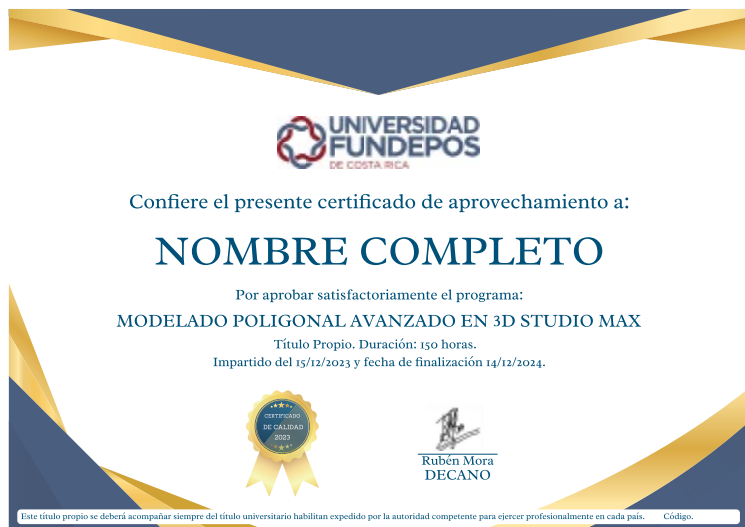 UNIVERSIDAD
FUNDEPOS
DE COSTA RICA
Confiere el presente certificado de aprovechamiento a:
NOMBRE COMPLETO
Por aprobar satisfactoriamente el programa:
MODELADO POLIGONAL AVANZADO EN 3D STUDIO MAX
Título Propio. Duración: 150 horas.
Impartido del 15/12/2023 y fecha de finalización 14/12/2024.
CERTIFICADO
DE CALIDAD
2023
Rubén Mora
DECANO
Este título propio se deberá acompañar siempre del título universitario habilitan expedido por la autoridad competente para ejercer profesionalmente en cada país. Código.